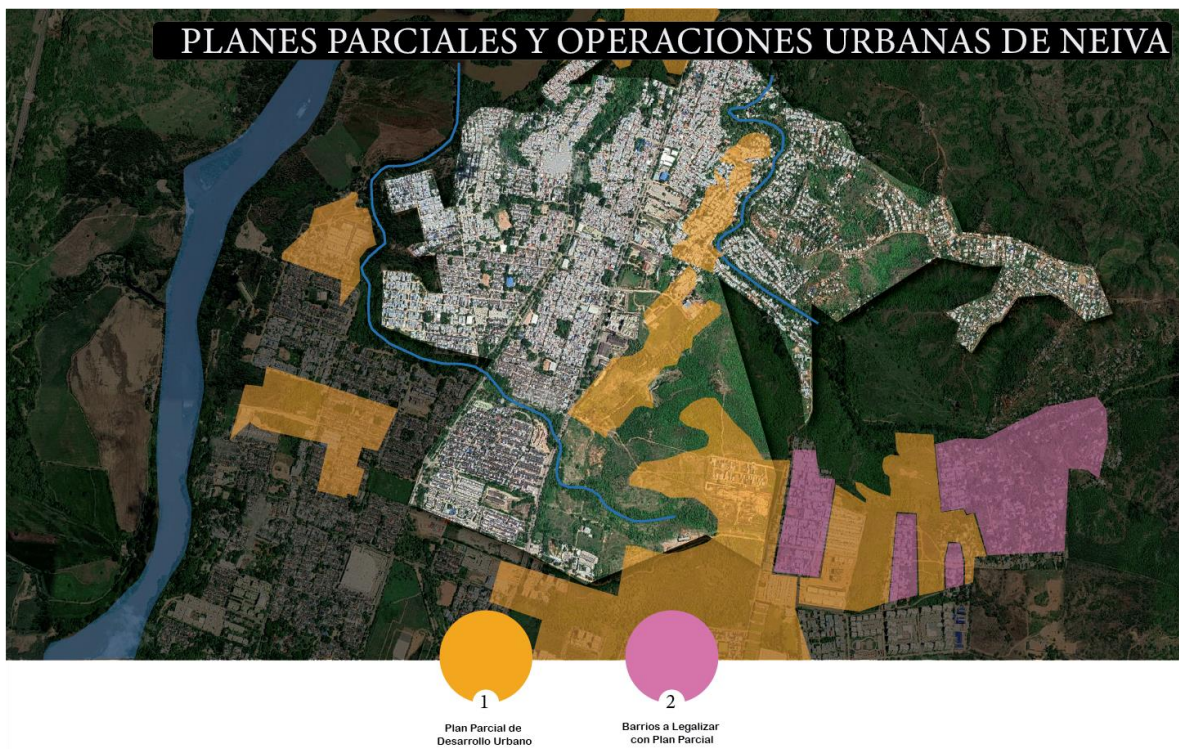 PLANES PARCIALES Y OPERACIONES URBANAS DE NEIVA
1
Plan Parcial de
Desarrollo Urbano
2
Barrios a Legalizar
con Plan Parcial